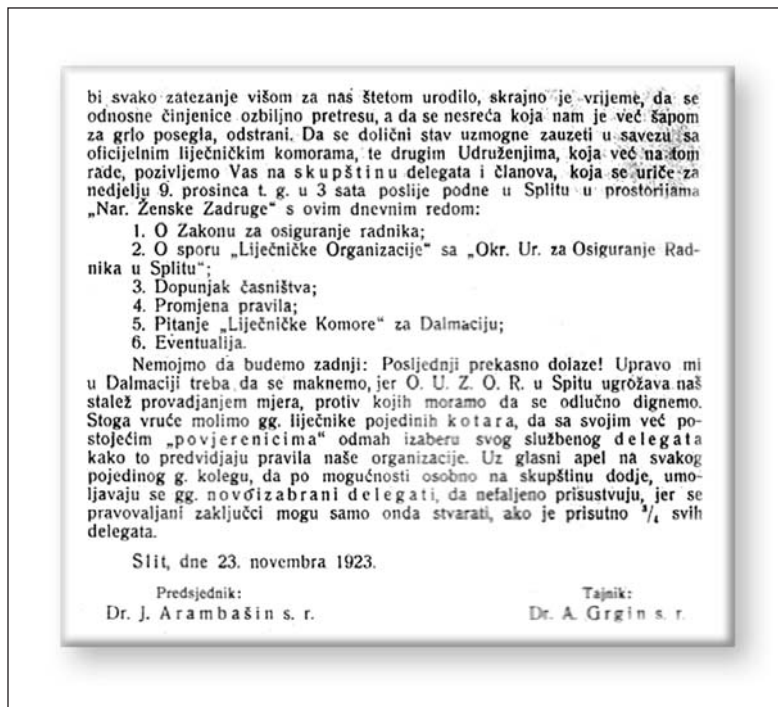 bi svako zatezanje višom za nas štetom urodilo, skrajno je vrijeme, da se
odnosne činjenice ozbiljno pretresu, a da se nesreća koja nam je već šapom
za grlo posegla, odstrani. Da se dolični stav uzmogne zauzeti u savezu sa
oficijelnim liječničkim komorama, te drugim Udruženjima, koja već na tom
rade, pozivljemo Vas na skupštinu delegata i članova, koja se uriče za
nedjelju 9. prosinca t. g. u 3 sata poslije podne u Splitu u prostorijama
„Nar. Ženske Zadruge“ s ovim dnevnim redom:
1. O Zakonu za osiguranje radnika;
2. O sporu „Liječničke Organizacije“ sa „Okr. Ur. za Osiguranje Rad-
nika u Splitu“;
3. Dopunjak časništva;
4. Promjena pravila;
5. Pitanje „Liječničke Komore“ za Dalmaciju;
6. Eventualija.
Nemojmo da budemo zadnji: Posljednji prekasno dolaze! Upravo mi
u Dalmaciji treba da se maknemo, jer O. U. Z. O. R. u Spitu ugrožava naš
stalež provadjanjem mjera, protiv kojih moramo da se odlučno dignemo.
Stoga vruće molimo gg. liječnike pojedinih kotara, da sa svojim već po-
stojećim „povjerenicima“ odmah izaberu svog službenog delegata
kako to predvidjaju pravila naše organizacije. Uz glasni apel na svakog
pojedinog g. kolegu, da po mogućnosti osobno na skupštinu dodje, umo-
ljavaju se gg. novoizabrani delegati, da nefaljeno prisustvuju, jer se
pravovaljani zaključci mogu samo onda stvarati, ako je prisutno ³/₄ svih
delegata.
Slit, dne 23. novembra 1923.
Predsjednik: Tajnik:
Dr. J. Arambašin s. r. Dr. A. Grgin s. r.